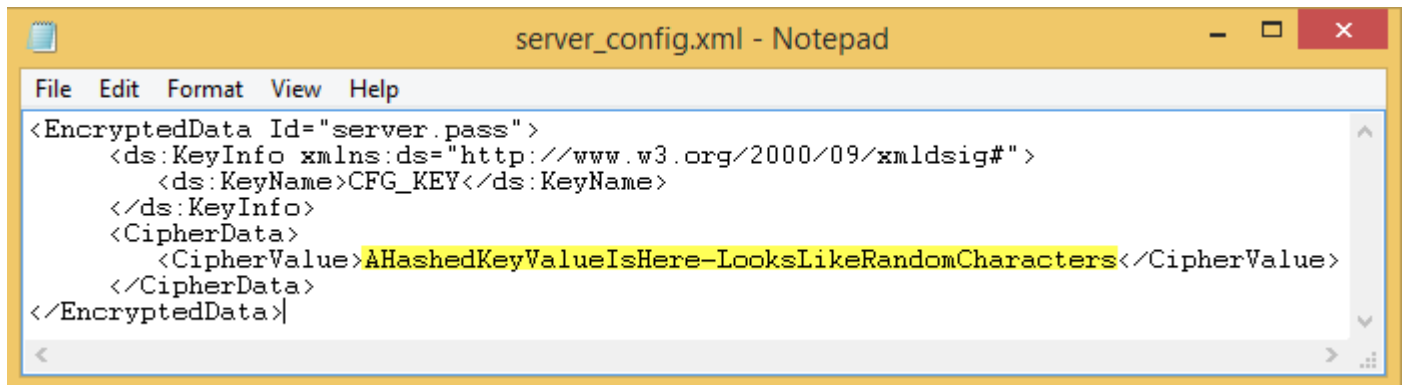 server_config.xml - Notepad
File Edit Format View Help
<EncryptedData Id="server.pass">
<ds:KeyInfo xmlns:ds="http://www.w3.org/2000/09/xmldsig#">
<ds:KeyName>CFG_KEY</ds:KeyName>
</ds:KeyInfo>
<CipherData>
<CipherValue>AHashedKeyValueIsHere-LooksLikeRandomCharacters</CipherValue>
</CipherData>
</EncryptedData>